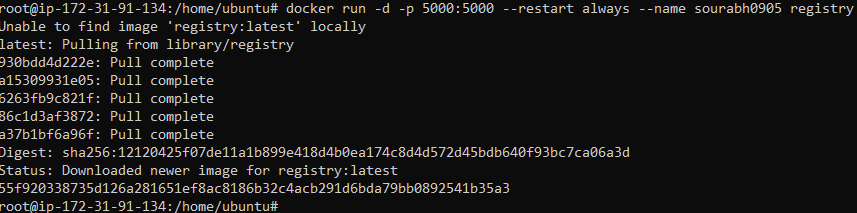 root@ip-172-31-91-134:/home/ubuntu# docker run -d -p 5000:5000 --restart always --name sourabh0905 registry
Unable to find image 'registry:latest' locally
latest: Pulling from library/registry
930bdd4d222e: Pull complete
a15309931e05: Pull complete
6263fb9c821f: Pull complete
86c1d3af3872: Pull complete
a37b1bf6a96f: Pull complete
Digest: sha256:12120425f07de11a1b899e418d4b0ea174c8d4d572d45bdb640f93bc7ca06a3d
Status: Downloaded newer image for registry:latest
55f920338735d126a281651ef8ac8186b32c4acb291d6bda79bb0892541b35a3
root@ip-172-31-91-134:/home/ubuntu#